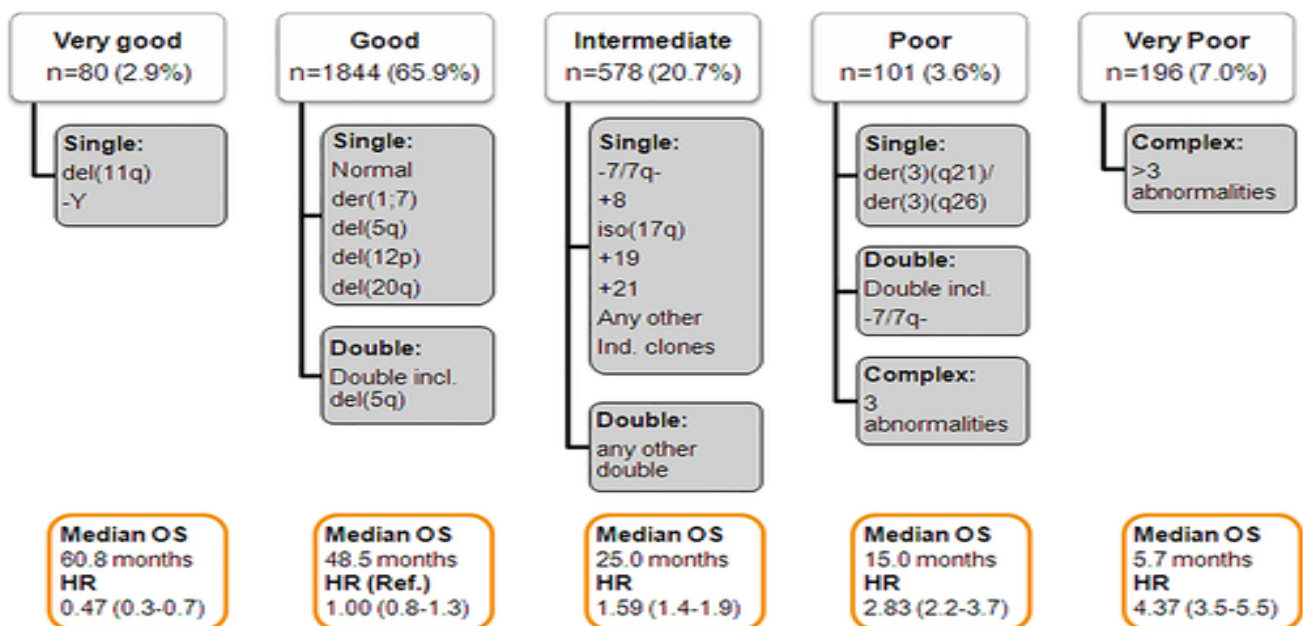 Very good
n=80 (2.9%)
Single:
del(11q)
-Y
Median OS
60.8 months
HR
0.47 (0.3-0.7)
Good
n=1844 (65.9%)
Single:
Normal
der(1;7)
del(5q)
del(12p)
del(20q)
Double:
Double incl.
del(5q)
Median OS
48.5 months
HR (Ref.)
1.00 (0.8-1.3)
Intermediate
n=578 (20.7%)
Single:
-7/7q-
+8
iso(17q)
+19
+21
Any other
Ind. clones
Double:
any other
double
Median OS
25.0 months
HR
1.59 (1.4-1.9)
Poor
n=101 (3.6%)
Single:
der(3)(q21)/
der(3)(q26)
Double:
Double incl.
-7/7q-
Complex:
3
abnormalities
Median OS
15.0 months
HR
2.83 (2.2-3.7)
Very Poor
n=196 (7.0%)
Complex:
>3
abnormalities
Median OS
5.7 months
HR
4.37 (3.5-5.5)